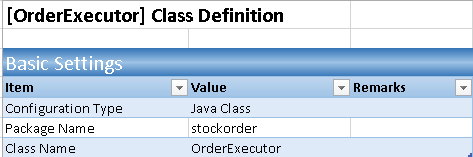 [OrderExecutor] Class Definition
Basic Settings
Item Value Remarks
Configuration Type Java Class
Package Name stockorder
Class Name OrderExecutor